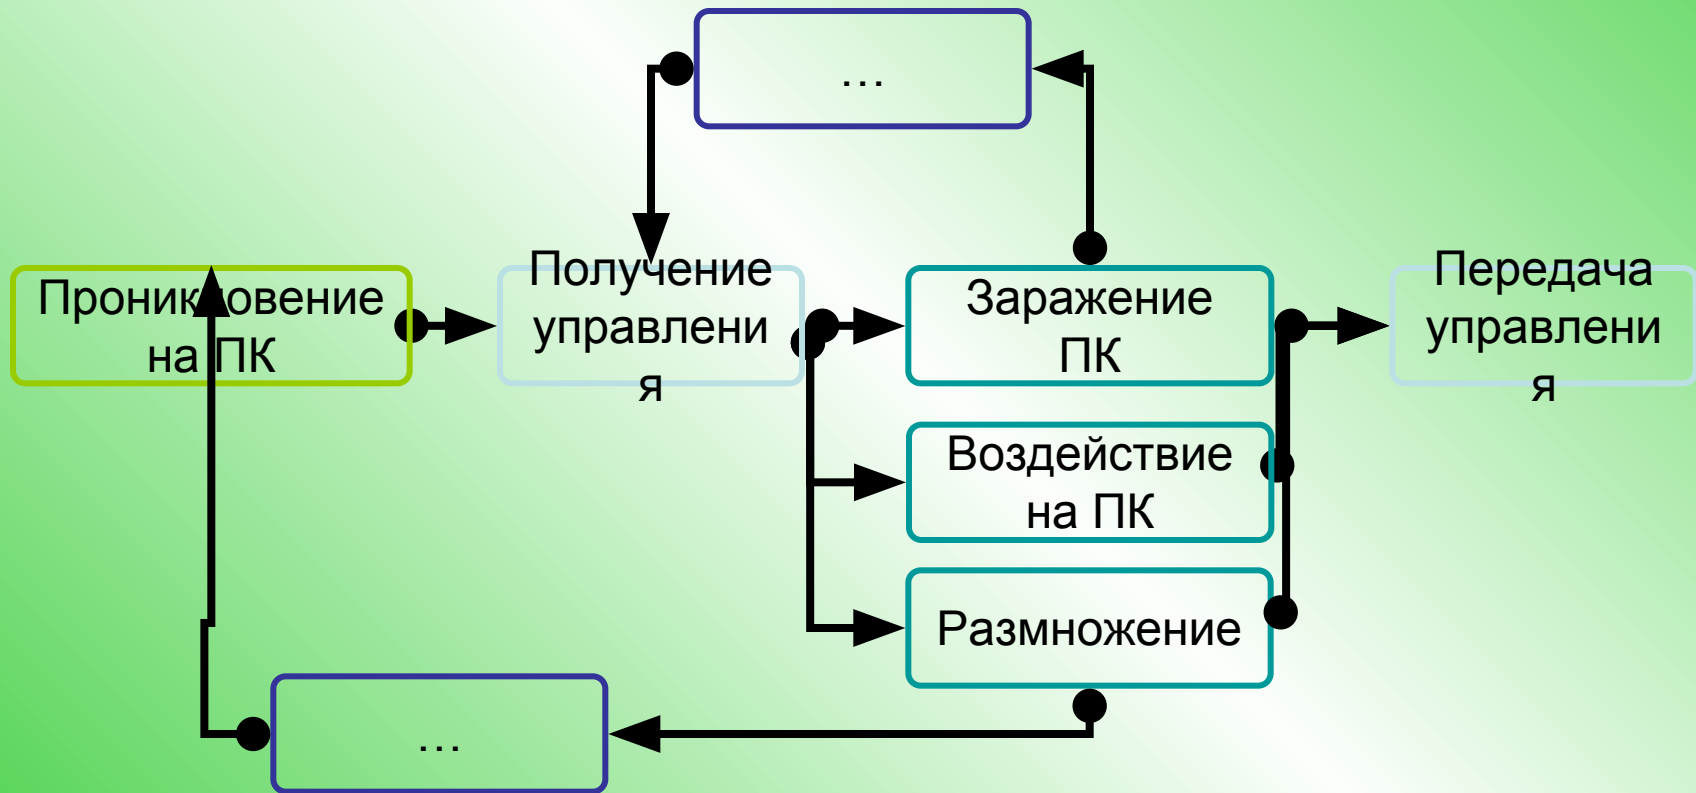 …
Проникновение
на ПК
Получение
управлени
я
Заражение
ПК
Передача
управлени
я
Воздействие
на ПК
Размножение
…